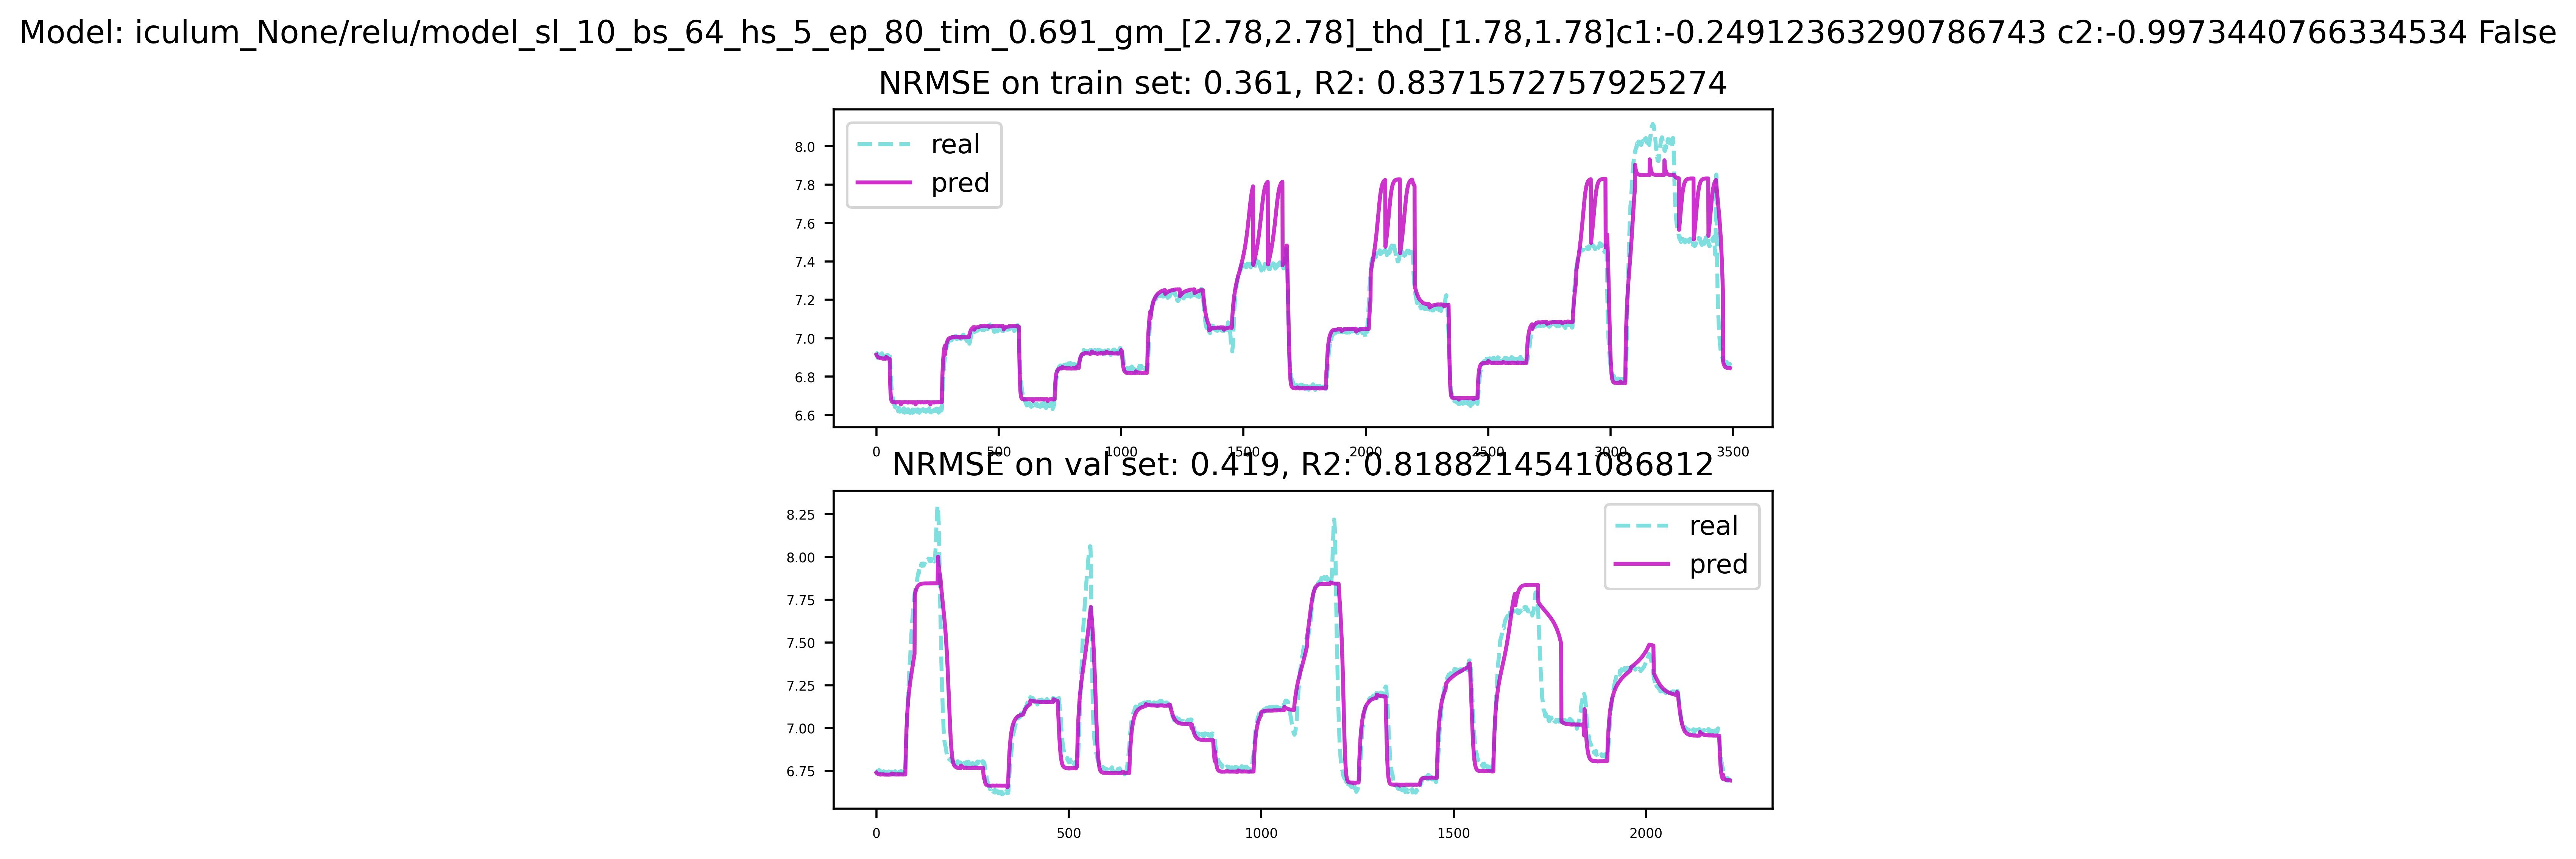 Model: iculum_None/relu/model_sl_10_bs_64_hs_5_ep_80_tim_0.691_gm_[2.78,2.78]_thd_[1.78,1.78]c1:-0.24912363290786743 c2:-0.9973440766334534 False
NRMSE on train set: 0.361, R2: 0.8371572757925274
real
pred
8.0
7.8
7.6
7.4
7.2
7.0
6.8
6.6
0 500 1000 1500 2000 2500 3000 3500
NRMSE on val set: 0.419, R2: 0.8188214541086812
real
pred
8.25
8.00
7.75
7.50
7.25
7.00
6.75
0 500 1000 1500 2000